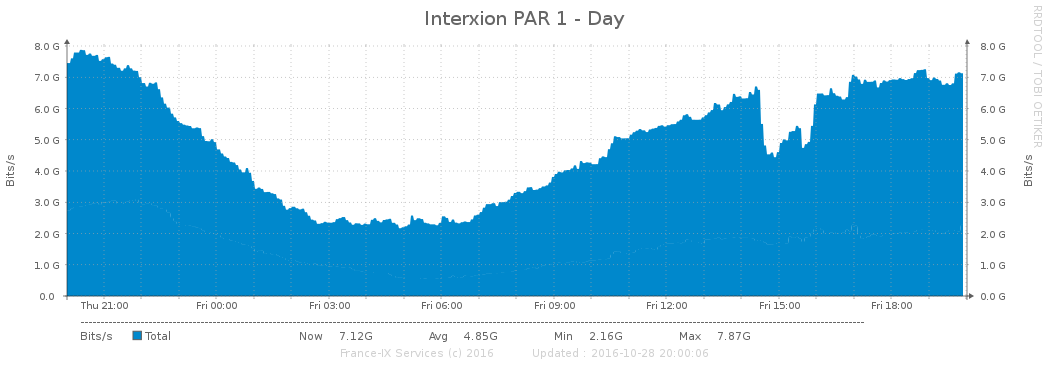 Interxion PAR 1 - Day
RRDTOOL / TOBI OETIKER
Bits/s
8.0 G
7.0 G
6.0 G
5.0 G
4.0 G
3.0 G
2.0 G
1.0 G
0.0
8.0 G
7.0 G
6.0 G
5.0 G
4.0 G
3.0 G
2.0 G
1.0 G
0.0 G
Bits/s
Thu 21:00 Fri 00:00 Fri 03:00 Fri 06:00 Fri 09:00 Fri 12:00 Fri 15:00 Fri 18:00
Bits/s Total Now 7.12G Avg 4.85G Min 2.16G Max 7.87G
France-IX Services (c) 2016 Updated : 2016-10-28 20:00:06